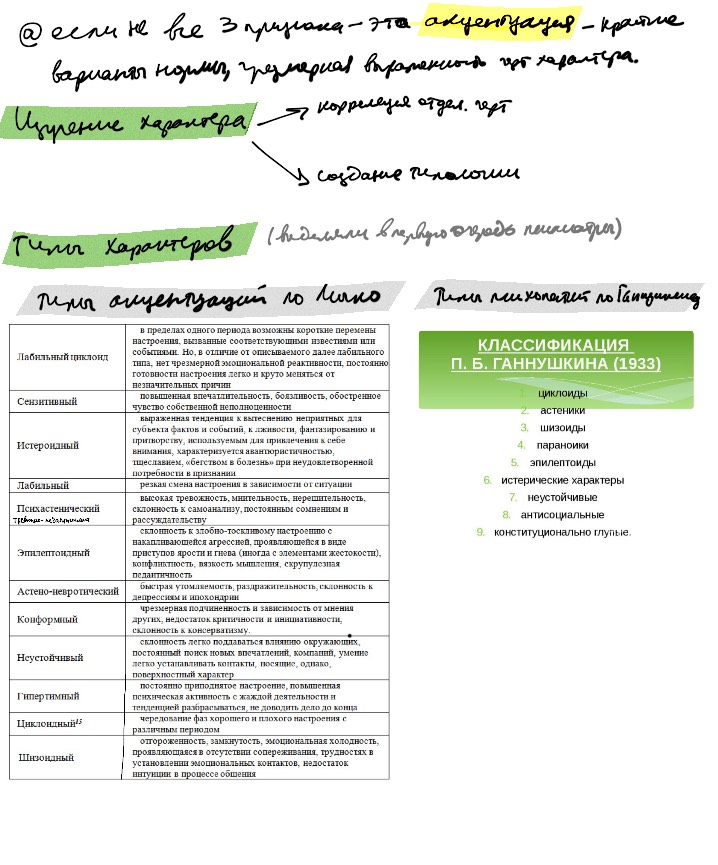 @ если не все 3 признака – это акцентуация – крайние
варианты нормы, чрезмерная выраженность черт характера.
Изучение характера
корреляция отдел. черт
создание типологии
Типы характеров (выделяли в первую очередь психиатры)
Типы акцентуаций по Личко
Типы психопатий по Ганнушкину
Лабильный циклоид
в пределах одного периода возможны короткие перемены
настроения, вызванные соответствующими известиями или
событиями. Но, в отличие от описываемого далее лабильного
типа, нет чрезмерной эмоциональной реактивности, постоянно
готовности настроения легко и круто меняться от
незначительных причин
Сензитивный
повышенная впечатлительность, боязливость, обостренное
чувство собственной неполноценности
Истероидный
выраженная тенденция к вытеснению неприятных для
субъекта фактов и событий, к лживости, фантазированию и
притворству, используемым для привлечения к себе
внимания, характеризуется авантюристичностью,
тщеславием, «бегством в болезнь» при неудовлетворенной
потребности в признании
Лабильный
резкая смена настроения в зависимости от ситуации
Психастенический
высокая тревожность, мнительность, нерешительность,
склонность к самоанализу, постоянным сомнениям и
рассуждательству
Эпилептоидный
склонность к злобно-тоскливому настроению с
накапливающейся агрессией, проявляющейся в виде
приступов ярости и гнева (иногда с элементами жестокости),
конфликтность, вязкость мышления, скрупулезная
педантичность
Астено-невротический
быстрая утомляемость, раздражительность, склонность к
депрессиям и ипохондрии
Конформный
чрезмерная подчиненность и зависимость от мнения
других, недостаток критичности и инициативности,
склонность к консерватизму.
Неустойчивый
склонность легко поддаваться влиянию окружающих,
постоянный поиск новых впечатлений, компаний, умение
легко устанавливать контакты, носящие, однако,
поверхностный характер
Гипертимный
постоянно приподнятое настроение, повышенная
психическая активность с жаждой деятельности и
тенденцией разбрасываться, не доводить дело до конца
Циклоидный¹³
чередование фаз хорошего и плохого настроения с
различным периодом
Шизоидный
отгороженность, замкнутость, эмоциональная холодность,
проявляющаяся в отсутствии сопереживания, трудностях в
установлении эмоциональных контактов, недостаток
интуиции в процессе общения
КЛАССИФИКАЦИЯ
П. Б. ГАННУШКИНА (1933)
1. циклоиды
2. астеники
3. шизоиды
4. параноики
5. эпилептоиды
6. истерические характеры
7. неустойчивые
8. антисоциальные
9. конституционально глупые.